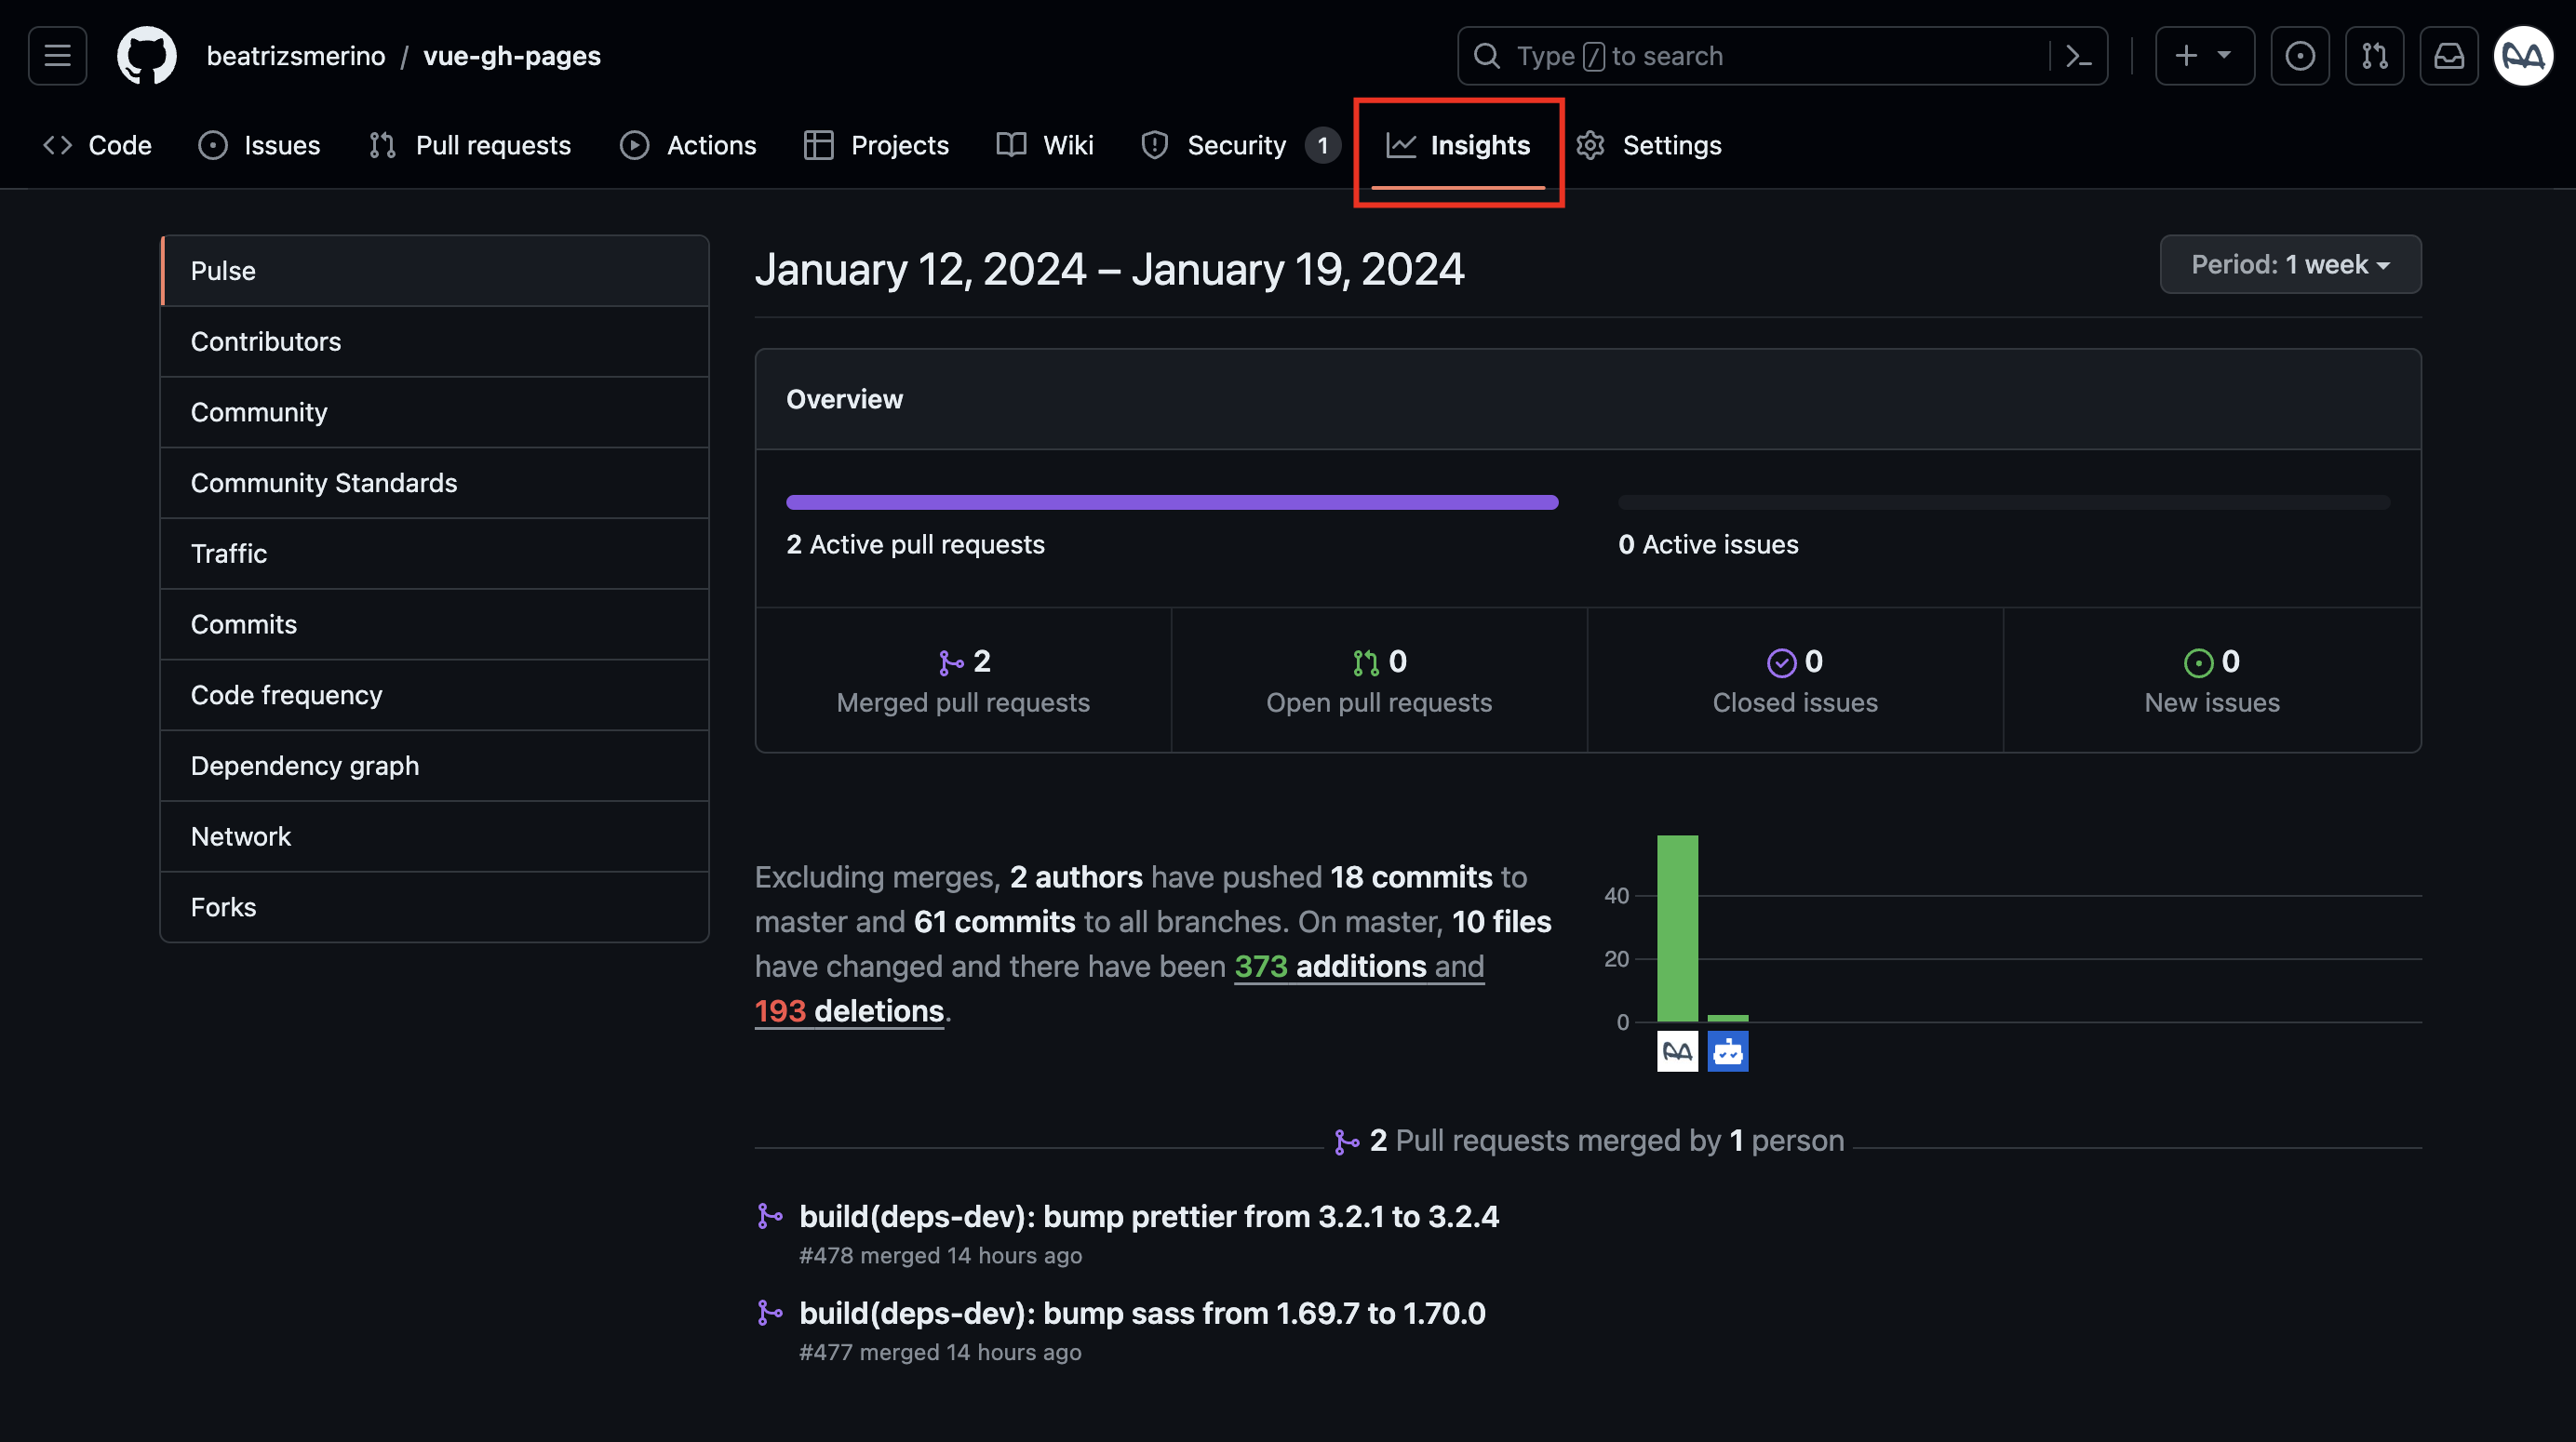 beatrizsmerino / vue-gh-pages
Type / to search
Code
Issues
Pull requests
Actions
Projects
Wiki
Security 1
Insights
Settings
Pulse
Contributors
Community
Community Standards
Traffic
Commits
Code frequency
Dependency graph
Network
Forks
January 12, 2024 – January 19, 2024
Period: 1 week
Overview
2 Active pull requests
0 Active issues
2
Merged pull requests
0
Open pull requests
0
Closed issues
0
New issues
Excluding merges, 2 authors have pushed 18 commits to
master and 61 commits to all branches. On master, 10 files
have changed and there have been 373 additions and
193 deletions.
40
20
0
2 Pull requests merged by 1 person
build(deps-dev): bump prettier from 3.2.1 to 3.2.4
#478 merged 14 hours ago
build(deps-dev): bump sass from 1.69.7 to 1.70.0
#477 merged 14 hours ago